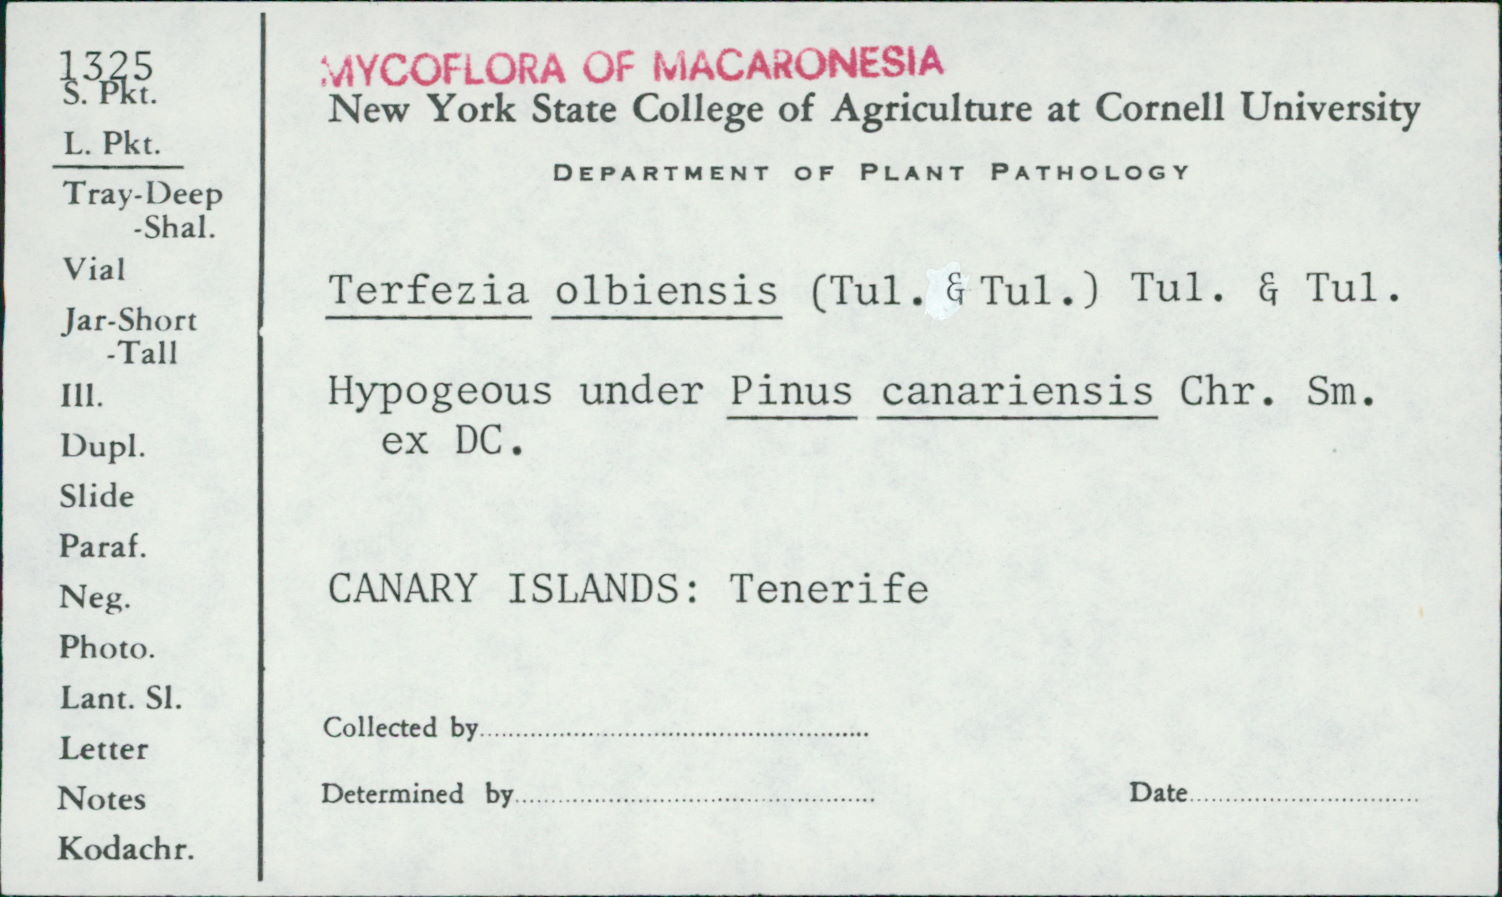 1325
S. Pkt.
L. Pkt.
Tray-Deep
-Shal.
Vial
Jar-Short
-Tall
Ill.
Dupl.
Slide
Paraf.
Neg.
Photo.
Lant. Sl.
Letter
Notes
Kodachr.
MYCOFLORA OF MACARONESIA
New York State College of Agriculture at Cornell University
DEPARTMENT OF PLANT PATHOLOGY
Terfezia olbiensis (Tul. & Tul.) Tul. & Tul.
Hypogeous under Pinus canariensis Chr. Sm.
ex DC.
CANARY ISLANDS: Tenerife
Collected by
Determined by
Date